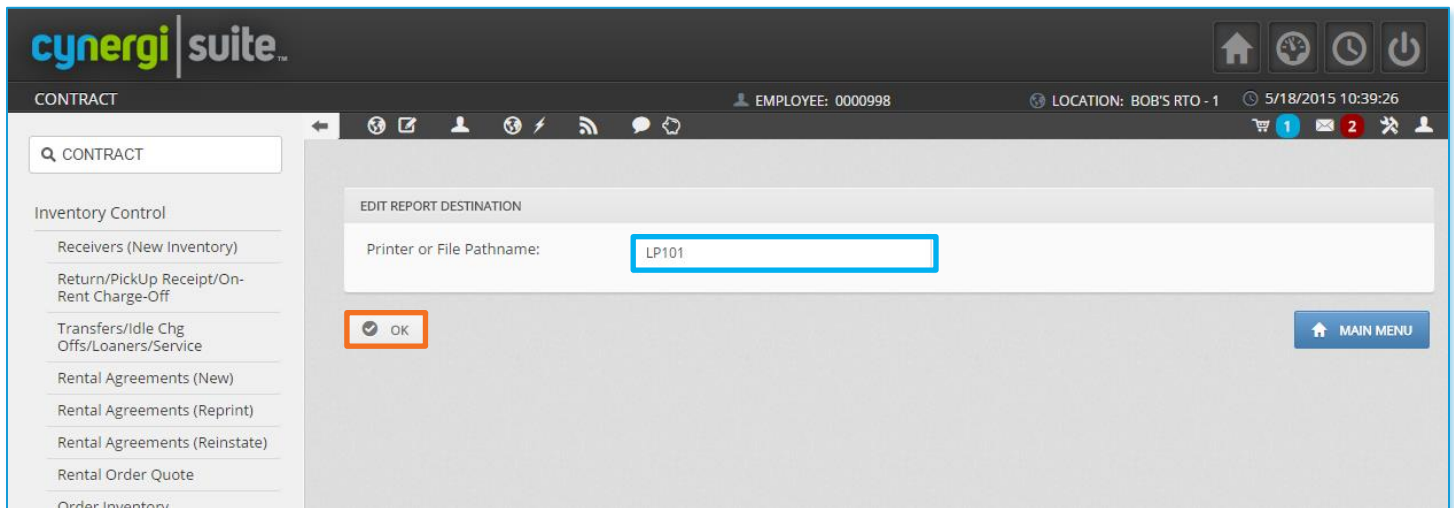 cynergi|suite™
CONTRACT
EMPLOYEE: 0000998
LOCATION: BOB'S RTO - 1
5/18/2015 10:39:26
1
2
CONTRACT
Inventory Control
Receivers (New Inventory)
Return/PickUp Receipt/On-
Rent Charge-Off
Transfers/Idle Chg
Offs/Loaners/Service
Rental Agreements (New)
Rental Agreements (Reprint)
Rental Agreements (Reinstate)
Rental Order Quote
Order Inventory
EDIT REPORT DESTINATION
Printer or File Pathname:
LP101
OK
MAIN MENU